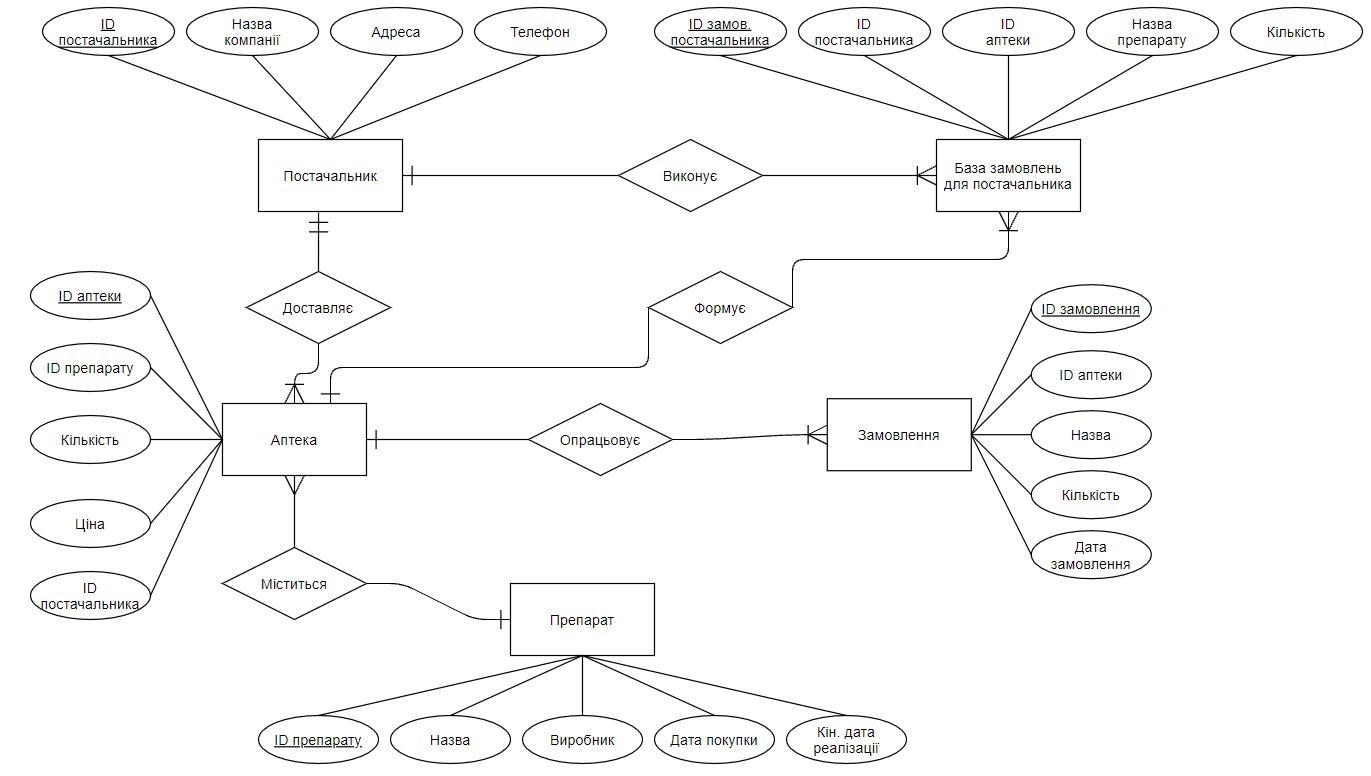 ID
постачальника
Назва
компанії
Адреса
Телефон
ID замов.
постачальника
ID
постачальника
ID
аптеки
Назва
препарату
Кількість
Постачальник
Виконує
База замовлень
для постачальника
Доставляє
Формує
ID аптеки
ID препарату
Кількість
Ціна
ID
постачальника
Аптека
Опрацьовує
Замовлення
ID замовлення
ID аптеки
Назва
Кількість
Дата
замовлення
Міститься
Препарат
ID препарату
Назва
Виробник
Дата покупки
Кін. дата
реалізації